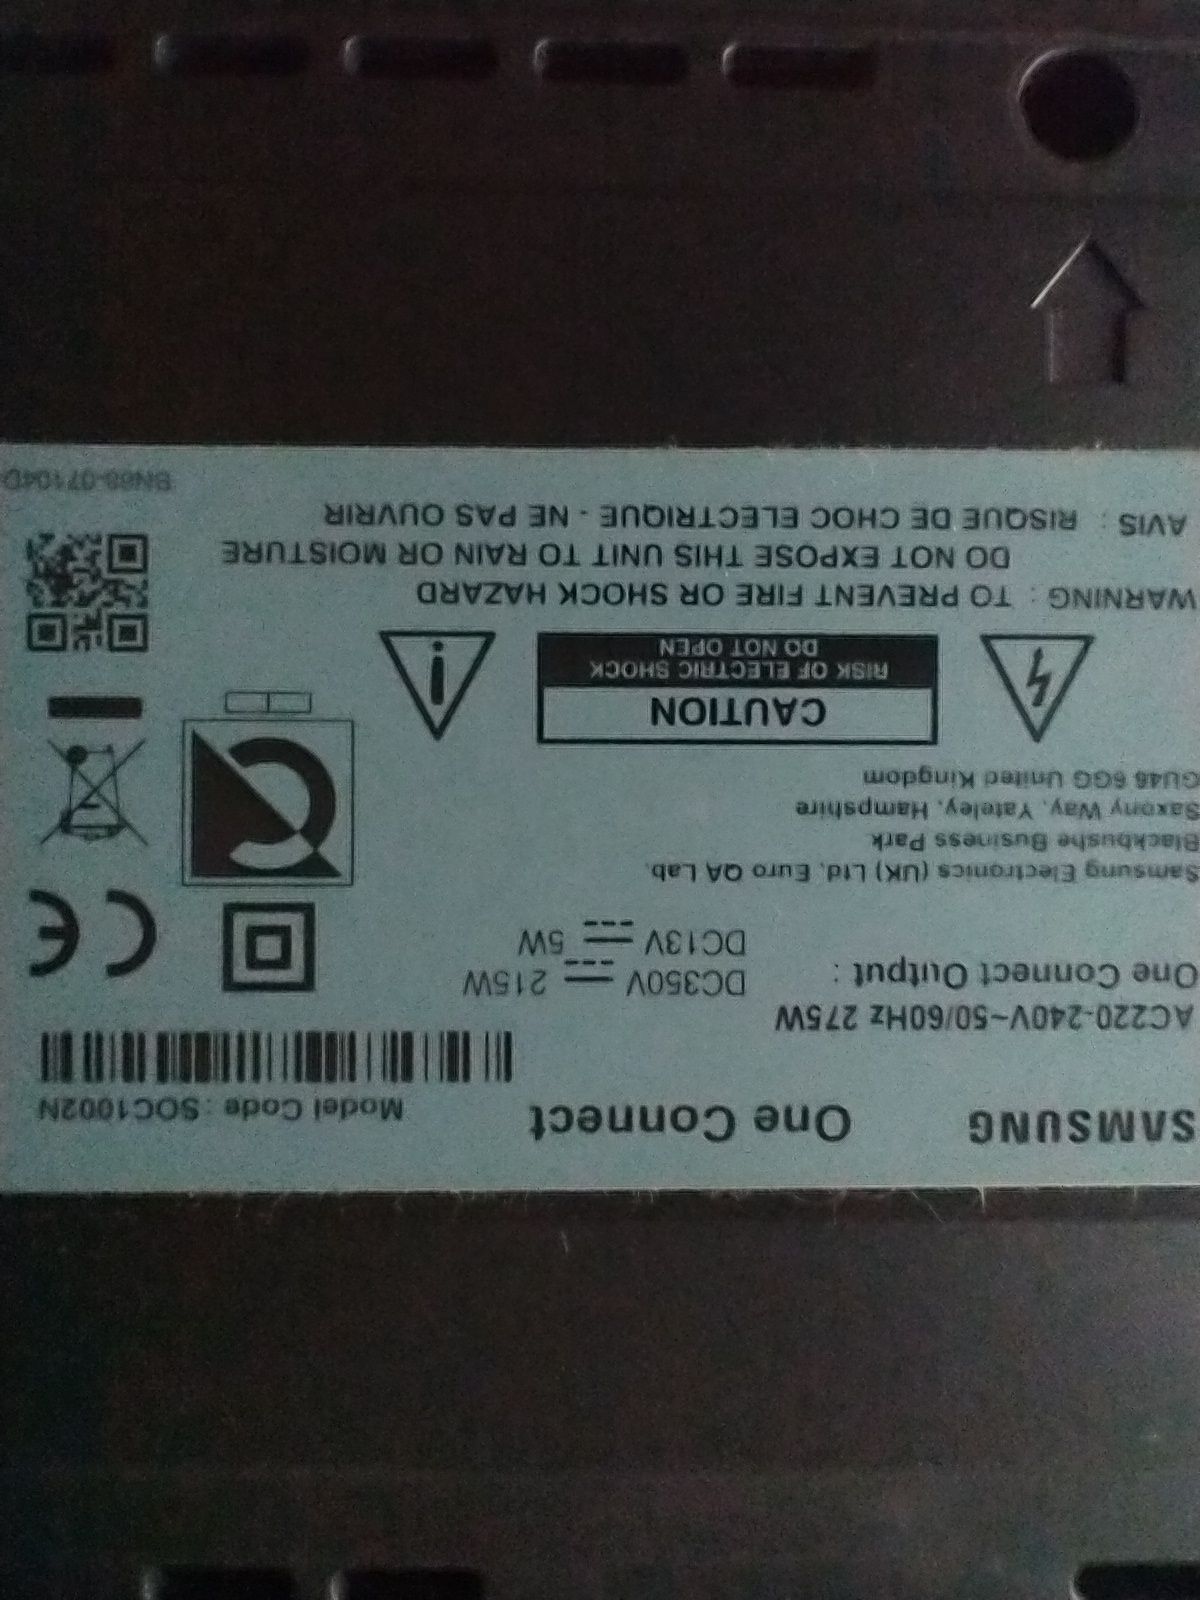 SAMSUNG One Connect Model Code : SOC1002N
AC220-240V~50/60Hz 275W
One Connect Output :
DC350V 215W
DC13V 5W
Samsung Electronics (UK) Ltd, Euro QA Lab.
Blackbushe Business Park
Saxony Way, Yateley, Hampshire
GU46 6GG United Kingdom
CE
CAUTION
RISK OF ELECTRIC SHOCK
DO NOT OPEN
WARNING : TO PREVENT FIRE OR SHOCK HAZARD
DO NOT EXPOSE THIS UNIT TO RAIN OR MOISTURE
AVIS : RISQUE DE CHOC ELECTRIQUE - NE PAS OUVRIR
BN68-07104D